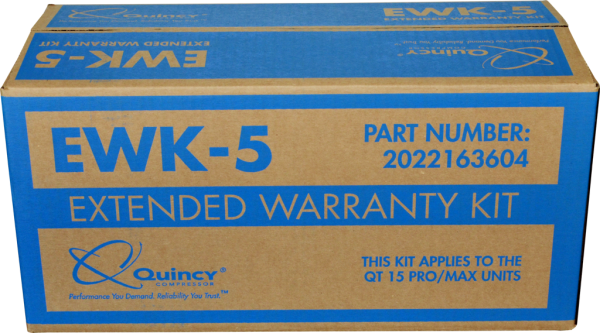 EWK-5
EXTENDED WARRANTY KIT
Quincy
EWK-5
EXTENDED WARRANTY KIT
Quincy
EWK-5
PART NUMBER:
2022163604
EXTENDED WARRANTY KIT
Quincy®
COMPRESSOR
Performance You Demand. Reliability You Trust.™
THIS KIT APPLIES TO THE
QT 15 PRO/MAX UNITS